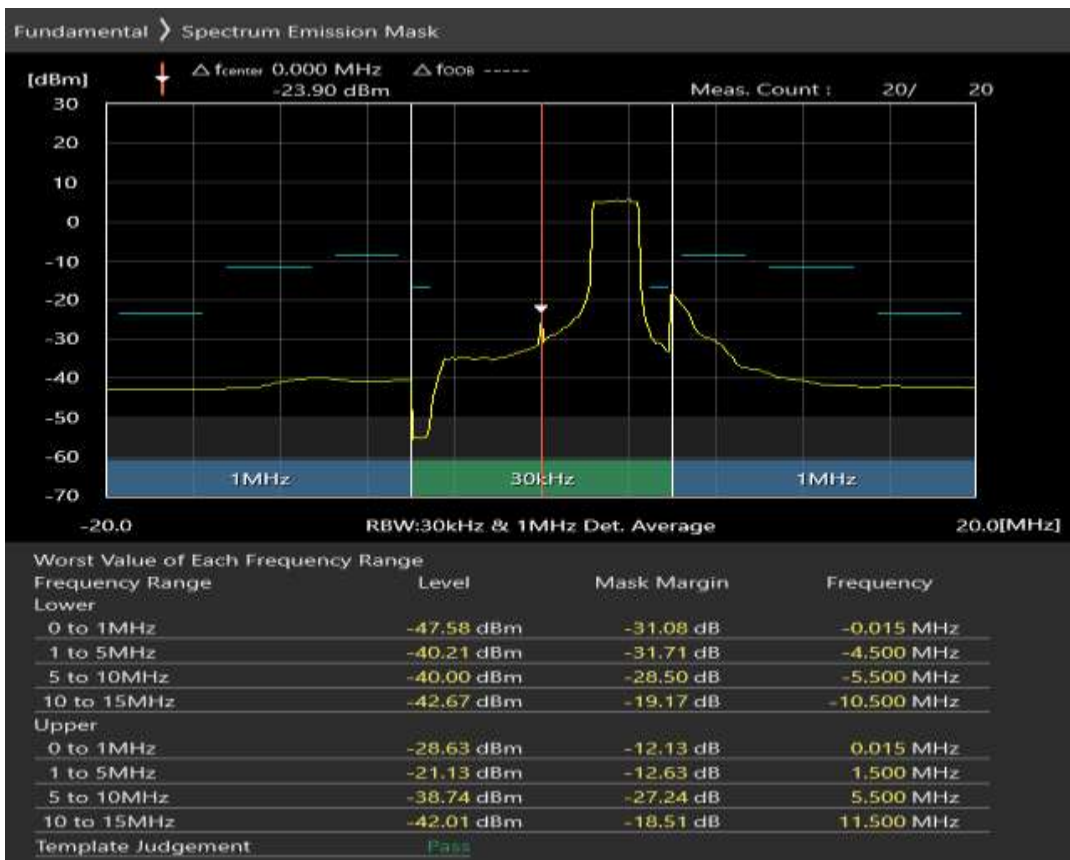 Fundamental ❯ Spectrum Emission Mask
△ fcenter 0.000 MHz △ fOOB -----
[dBm] -23.90 dBm Meas. Count : 20/ 20
30
20
10
0
-10
-20
-30
-40
-50
-60
1MHz 30kHz 1MHz
-70
-20.0 RBW:30kHz & 1MHz Det. Average 20.0[MHz]
Worst Value of Each Frequency Range
Frequency Range Level Mask Margin Frequency
Lower
0 to 1MHz -47.58 dBm -31.08 dB -0.015 MHz
1 to 5MHz -40.21 dBm -31.71 dB -4.500 MHz
5 to 10MHz -40.00 dBm -28.50 dB -5.500 MHz
10 to 15MHz -42.67 dBm -19.17 dB -10.500 MHz
Upper
0 to 1MHz -28.63 dBm -12.13 dB 0.015 MHz
1 to 5MHz -21.13 dBm -12.63 dB 1.500 MHz
5 to 10MHz -38.74 dBm -27.24 dB 5.500 MHz
10 to 15MHz -42.01 dBm -18.51 dB 11.500 MHz
Template Judgement Pass